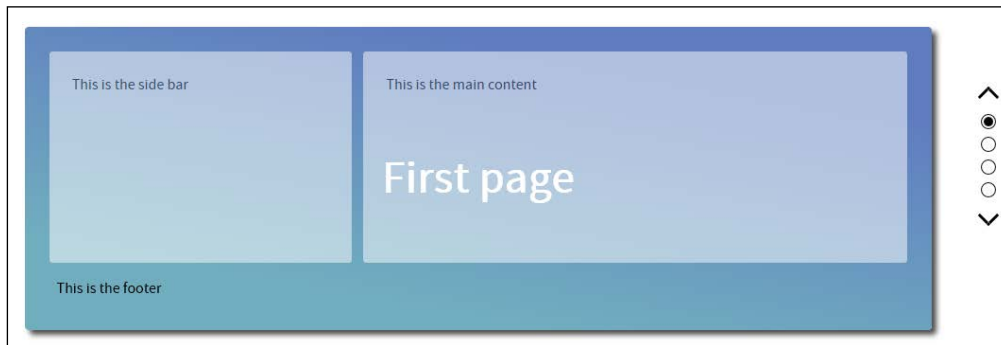 This is the side bar
This is the main content
First page
This is the footer